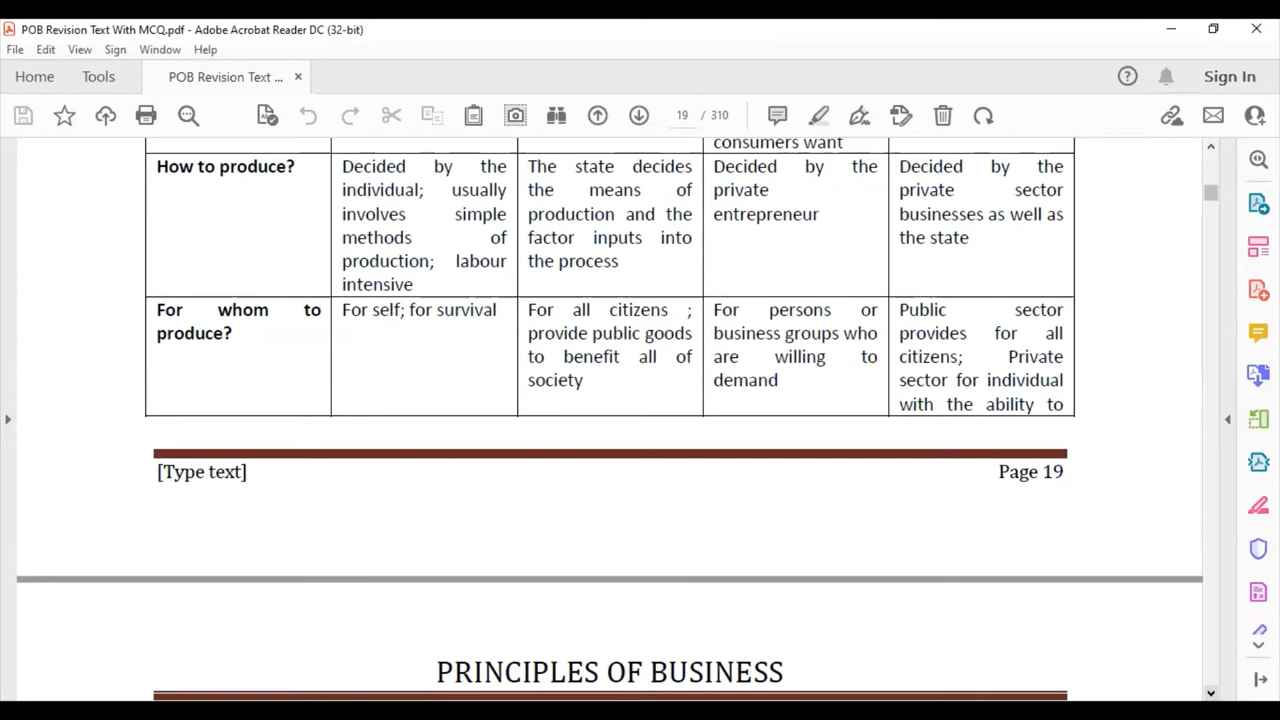 POB Revision Text With MCQ.pdf - Adobe Acrobat Reader DC (32-bit)
File Edit View Sign Window Help
Home Tools POB Revision Text ... × Sign In
19 / 310
consumers want
How to produce?
Decided by the
individual; usually
involves simple
methods of
production; labour
intensive
The state decides
the means of
production and the
factor inputs into
the process
Decided by the
private
entrepreneur
Decided by the
private sector
businesses as well as
the state
For whom to
produce?
For self; for survival
For all citizens ;
provide public goods
to benefit all of
society
For persons or
business groups who
are willing to
demand
Public sector
provides for all
citizens; Private
sector for individual
with the ability to
[Type text] Page 19
PRINCIPLES OF BUSINESS